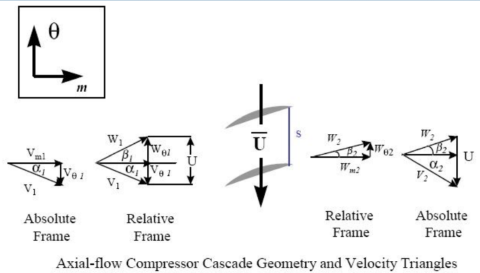 θ
m
V_m1
α_1
V_θ1
V_1
Absolute
Frame
W_1
β_1
W_θ1
α_1
V_θ1
V_1
U
Relative
Frame
U̅
s
W_2
β_2
W_θ2
W_m2
Relative
Frame
W_2
β_2
α_2
V_2
U
Absolute
Frame
Axial-flow Compressor Cascade Geometry and Velocity Triangles